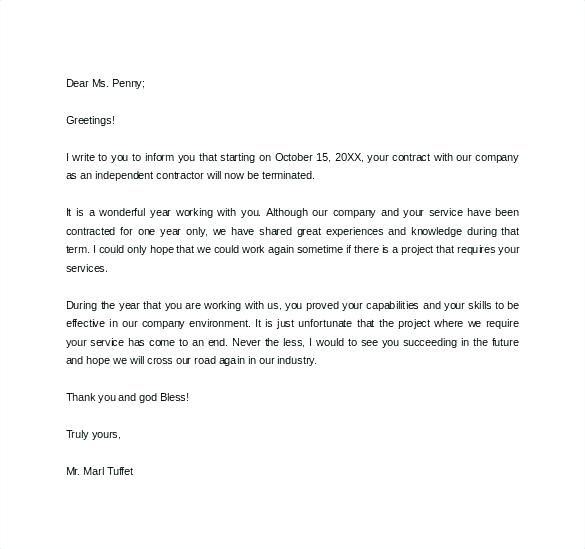 Dear Ms. Penny;
Greetings!
I write to you to inform you that starting on October 15, 20XX, your contract with our company
as an independent contractor will now be terminated.
It is a wonderful year working with you. Although our company and your service have been
contracted for one year only, we have shared great experiences and knowledge during that
term. I could only hope that we could work again sometime if there is a project that requires your
services.
During the year that you are working with us, you proved your capabilities and your skills to be
effective in our company environment. It is just unfortunate that the project where we require
your service has come to an end. Never the less, I would to see you succeeding in the future
and hope we will cross our road again in our industry.
Thank you and god Bless!
Truly yours,
Mr. Marl Tuffet